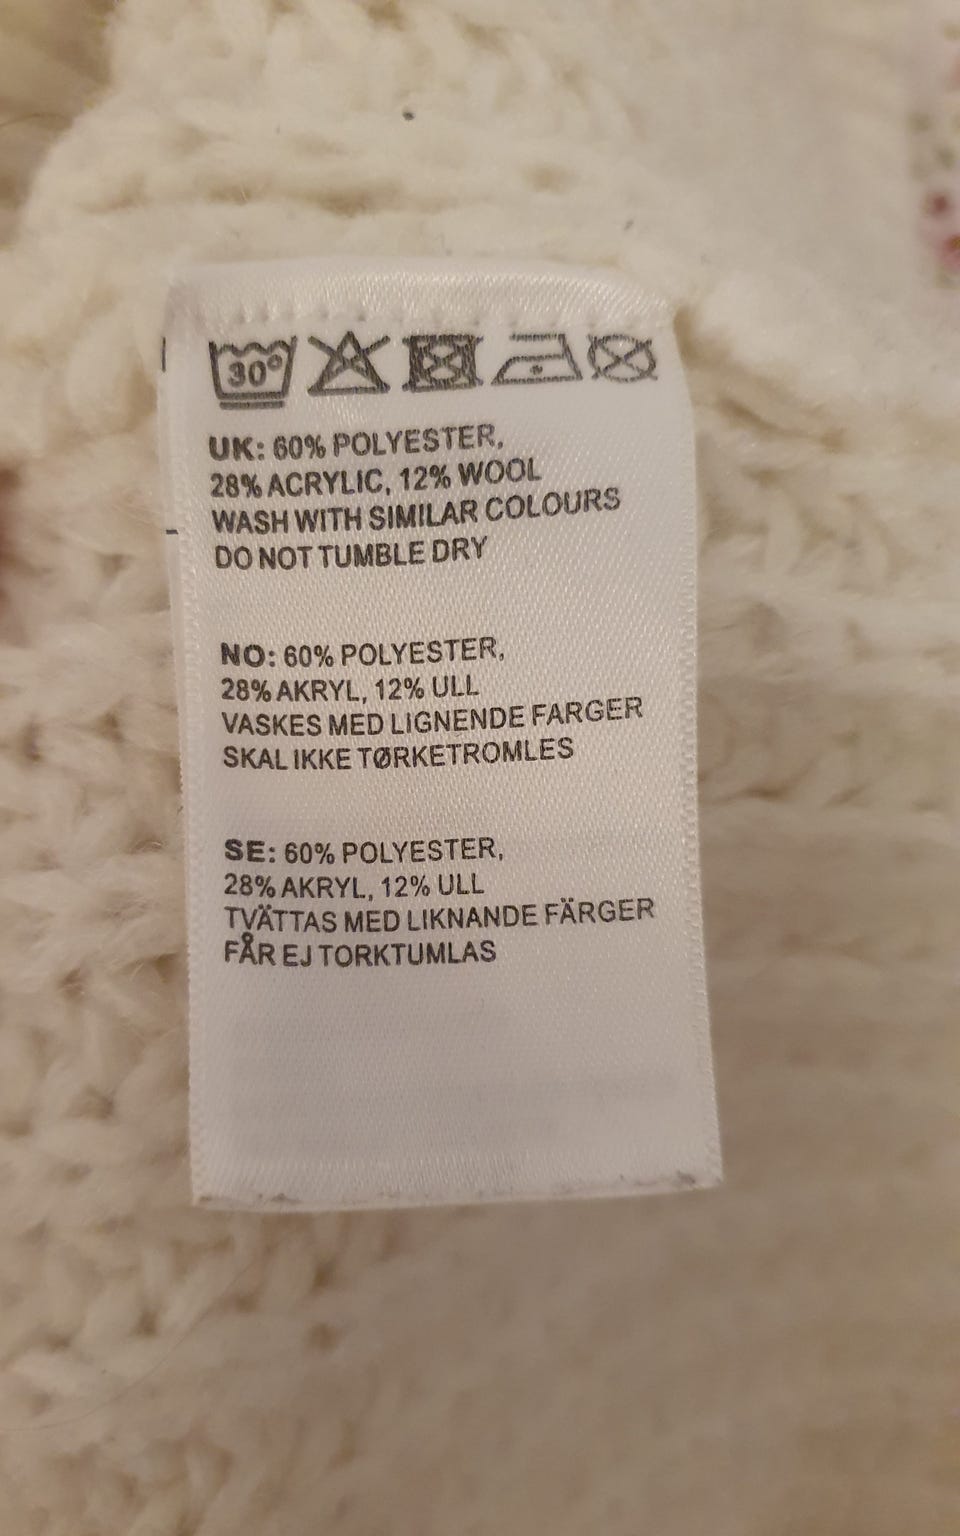 30°
UK: 60% POLYESTER,
28% ACRYLIC, 12% WOOL
WASH WITH SIMILAR COLOURS
DO NOT TUMBLE DRY
NO: 60% POLYESTER,
28% AKRYL, 12% ULL
VASKES MED LIGNENDE FARGER
SKAL IKKE TØRKETROMLES
SE: 60% POLYESTER,
28% AKRYL, 12% ULL
TVÄTTAS MED LIKNANDE FÄRGER
FÅR EJ TORKTUMLAS